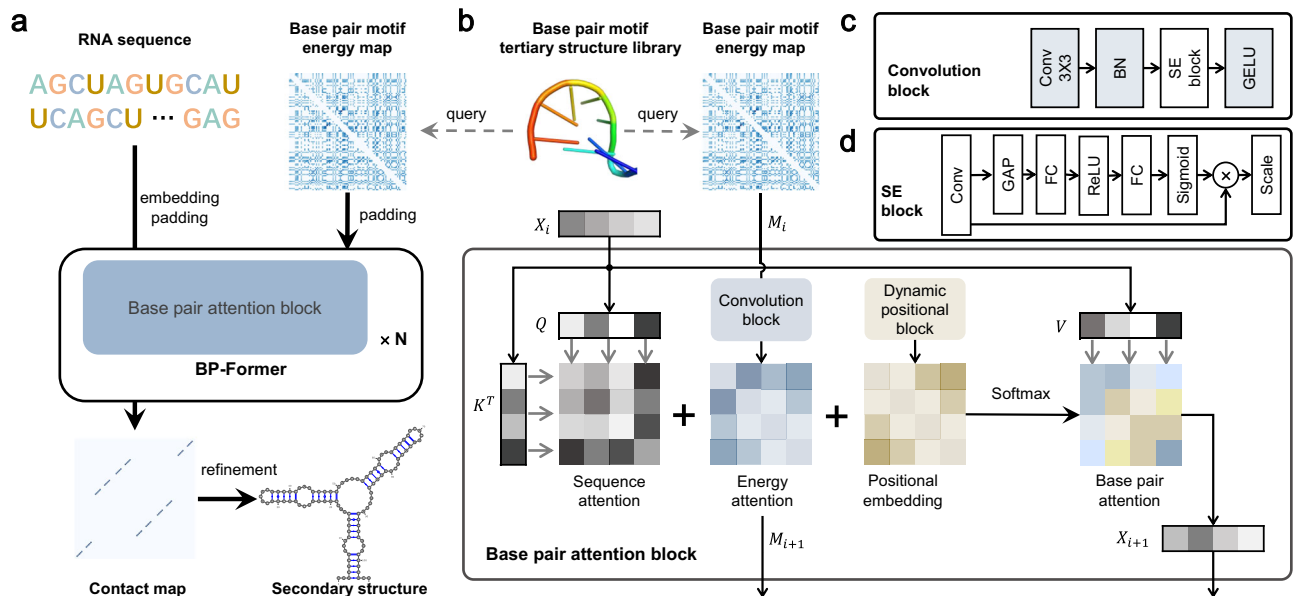 a
RNA sequence
AGCUAGUGCAU
UCAGCU ··· GAG
Base pair motif
energy map
embedding
padding
padding
Base pair attention block
× N
BP-Former
refinement
Contact map
Secondary structure
b
Base pair motif
tertiary structure library
Base pair motif
energy map
query
query
X_i
M_i
Q
K^T
V
Convolution
block
Dynamic
positional
block
+
+
Softmax
Sequence
attention
Energy
attention
Positional
embedding
Base pair
attention
M_{i+1}
X_{i+1}
Base pair attention block
c
Convolution
block
Conv
3X3
BN
SE
block
GELU
d
SE
block
Conv
GAP
FC
ReLU
FC
Sigmoid
×
Scale